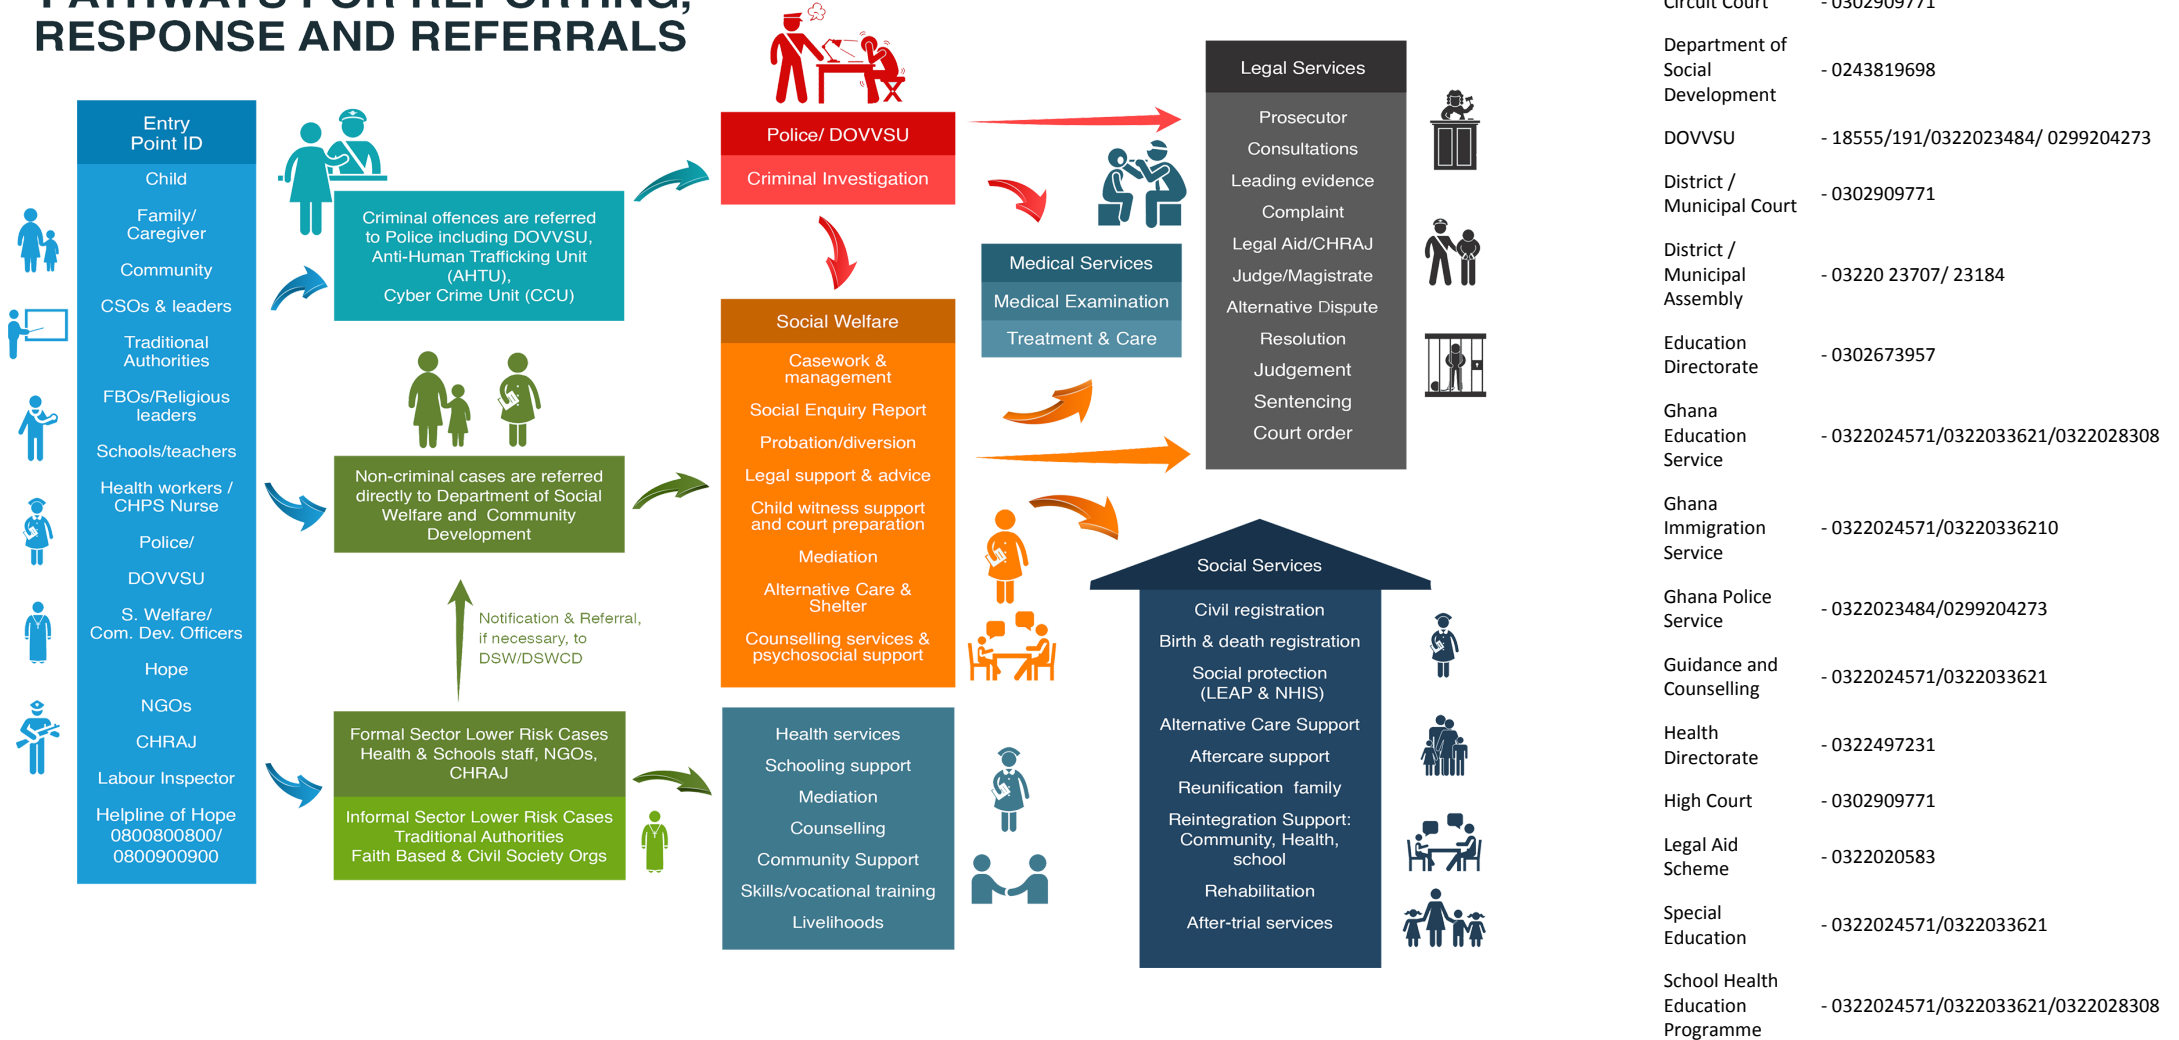 PATHWAYS FOR REPORTING,
RESPONSE AND REFERRALS
Entry
Point ID
Child
Family/
Caregiver
Community
CSOs & leaders
Traditional
Authorities
FBOs/Religious
leaders
Schools/teachers
Health workers /
CHPS Nurse
Police/
DOVVSU
S. Welfare/
Com. Dev. Officers
Hope
NGOs
CHRAJ
Labour Inspector
Helpline of Hope
0800800800/
0800900900
Criminal offences are referred
to Police including DOVVSU,
Anti-Human Trafficking Unit
(AHTU),
Cyber Crime Unit (CCU)
Non-criminal cases are referred
directly to Department of Social
Welfare and Community
Development
Notification & Referral,
if necessary, to
DSW/DSWCD
Formal Sector Lower Risk Cases
Health & Schools staff, NGOs,
CHRAJ
Informal Sector Lower Risk Cases
Traditional Authorities
Faith Based & Civil Society Orgs
Police/ DOVVSU
Criminal Investigation
Social Welfare
Casework &
management
Social Enquiry Report
Probation/diversion
Legal support & advice
Child witness support
and court preparation
Mediation
Alternative Care &
Shelter
Counselling services &
psychosocial support
Health services
Schooling support
Mediation
Counselling
Community Support
Skills/vocational training
Livelihoods
Medical Services
Medical Examination
Treatment & Care
Legal Services
Prosecutor
Consultations
Leading evidence
Complaint
Legal Aid/CHRAJ
Judge/Magistrate
Alternative Dispute
Resolution
Judgement
Sentencing
Court order
Social Services
Civil registration
Birth & death registration
Social protection
(LEAP & NHIS)
Alternative Care Support
Aftercare support
Reunification family
Reintegration Support:
Community, Health,
school
Rehabilitation
After-trial services
Circuit Court - 0302909771
Department of
Social - 0243819698
Development
DOVVSU - 18555/191/0322023484/ 0299204273
District /
Municipal Court - 0302909771
District /
Municipal - 03220 23707/ 23184
Assembly
Education
Directorate - 0302673957
Ghana
Education - 0322024571/0322033621/0322028308
Service
Ghana
Immigration - 0322024571/03220336210
Service
Ghana Police
Service - 0322023484/0299204273
Guidance and
Counselling - 0322024571/0322033621
Health
Directorate - 0322497231
High Court - 0302909771
Legal Aid
Scheme - 0322020583
Special
Education - 0322024571/0322033621
School Health
Education - 0322024571/0322033621/0322028308
Programme